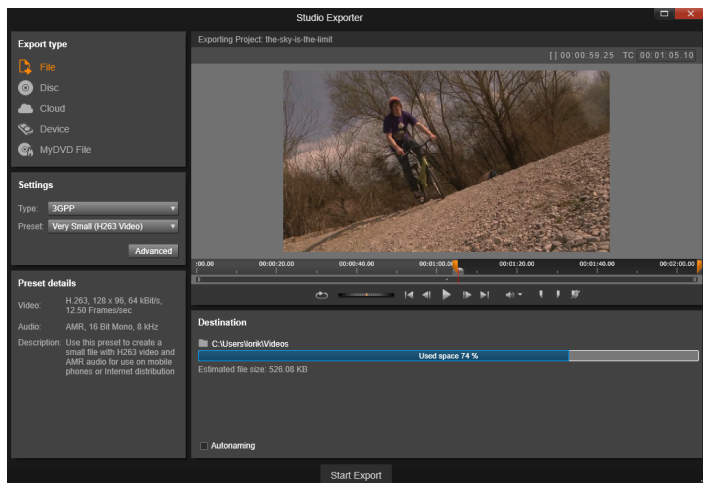 Studio Exporter
Export type
File
Disc
Cloud
Device
MyDVD File
Settings
Type: 3GPP
Preset: Very Small (H263 Video)
Advanced
Preset details
Video: H.263, 128 x 96, 64 kBit/s,
12.50 Frames/sec
Audio: AMR, 16 Bit Mono, 8 kHz
Description: Use this preset to create a
small file with H263 video and
AMR audio for use on mobile
phones or Internet distribution
Exporting Project: the-sky-is-the-limit
[ ] 00:00:59.25 TC 00:01:05.10
:00.00 00:00:20.00 00:00:40.00 00:01:00.00 00:01:20.00 00:01:40.00 00:02:00.00
Destination
C:\Users\lorik\Videos
Used space 74 %
Estimated file size: 526.08 KB
Autonaming
Start Export